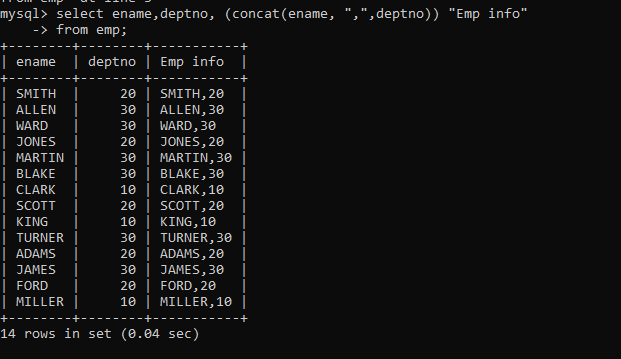 mysql> select ename,deptno, (concat(ename, ",",deptno)) "Emp info"
    -> from emp;
+--------+--------+-----------+
| ename  | deptno | Emp info  |
+--------+--------+-----------+
| SMITH  |     20 | SMITH,20  |
| ALLEN  |     30 | ALLEN,30  |
| WARD   |     30 | WARD,30   |
| JONES  |     20 | JONES,20  |
| MARTIN |     30 | MARTIN,30 |
| BLAKE  |     30 | BLAKE,30  |
| CLARK  |     10 | CLARK,10  |
| SCOTT  |     20 | SCOTT,20  |
| KING   |     10 | KING,10   |
| TURNER |     30 | TURNER,30 |
| ADAMS  |     20 | ADAMS,20  |
| JAMES  |     30 | JAMES,30  |
| FORD   |     20 | FORD,20   |
| MILLER |     10 | MILLER,10 |
+--------+--------+-----------+
14 rows in set (0.04 sec)